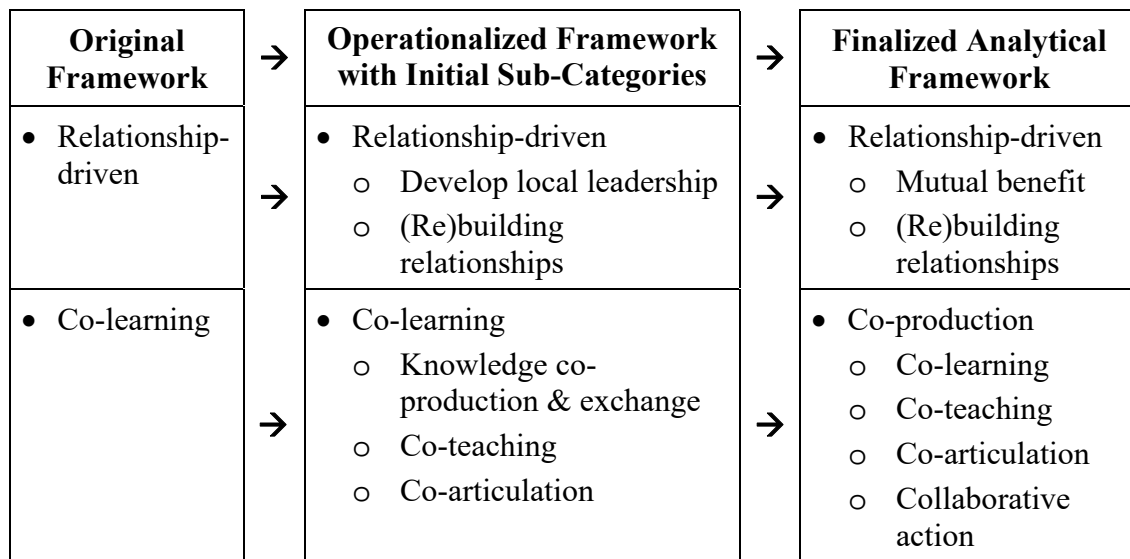 Original
Framework
→
Operationalized Framework
with Initial Sub-Categories
→
Finalized Analytical
Framework
• Relationship-
driven
→
• Relationship-driven
o Develop local leadership
o (Re)building
relationships
→
• Relationship-driven
o Mutual benefit
o (Re)building
relationships
• Co-learning
→
• Co-learning
o Knowledge co-
production & exchange
o Co-teaching
o Co-articulation
→
• Co-production
o Co-learning
o Co-teaching
o Co-articulation
o Collaborative
action